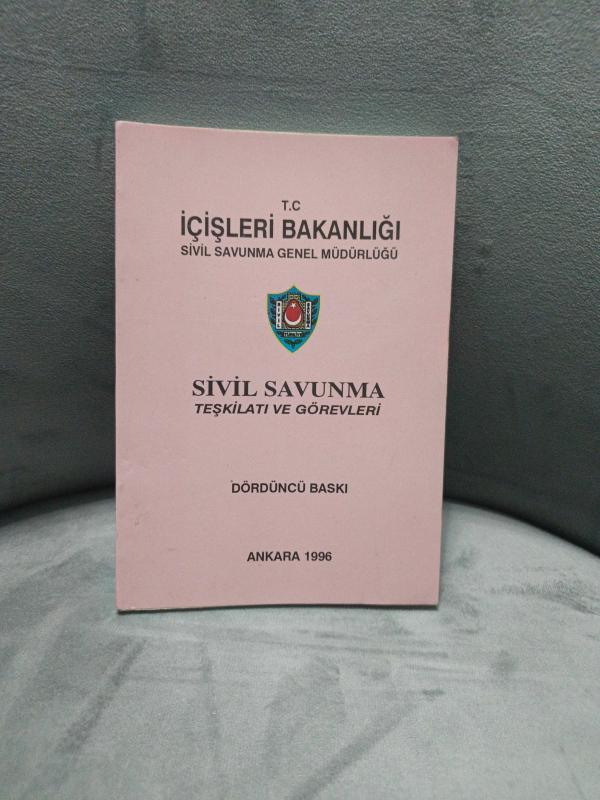 T.C
İÇİŞLERİ BAKANLIĞI
SİVİL SAVUNMA GENEL MÜDÜRLÜĞÜ
SİVİL SAVUNMA
TEŞKİLATI VE GÖREVLERİ
DÖRDÜNCÜ BASKI
ANKARA 1996